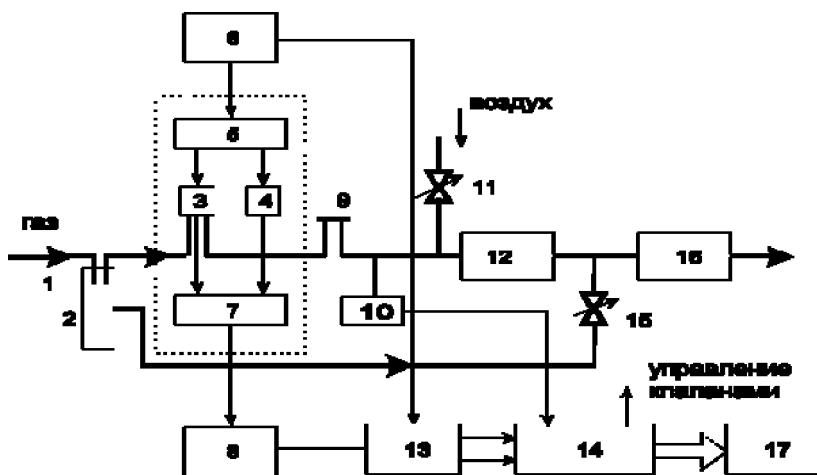 6
воздух
5
11
3 4 9
газ
1
12 16
2
7 10 15
управление
клапанами
8 13 14 17